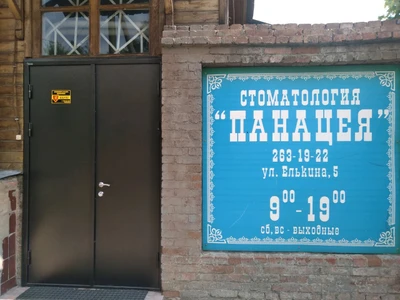 СТОМАТОЛОГИЯ
"ПАНАЦЕЯ"
263-19-22
ул. Елькина, 5
9⁰⁰ - 19⁰⁰
сб, вс - выходные